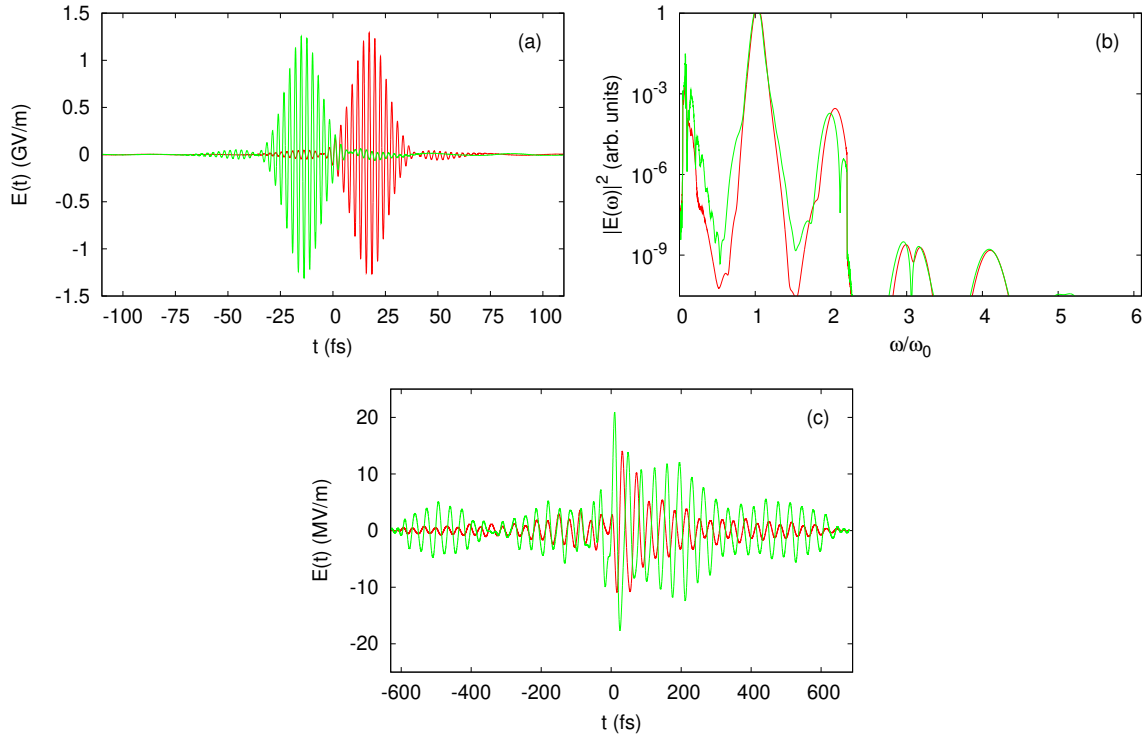 (a)
E(t) (GV/m)
1.5
1
0.5
0
-0.5
-1
-1.5
-100 -75 -50 -25 0 25 50 75 100
t (fs)
(b)
|E(ω)|² (arb. units)
1
10⁻³
10⁻⁶
10⁻⁹
0 1 2 3 4 5 6
ω/ω₀
(c)
E(t) (MV/m)
20
10
0
-10
-20
-600 -400 -200 0 200 400 600
t (fs)